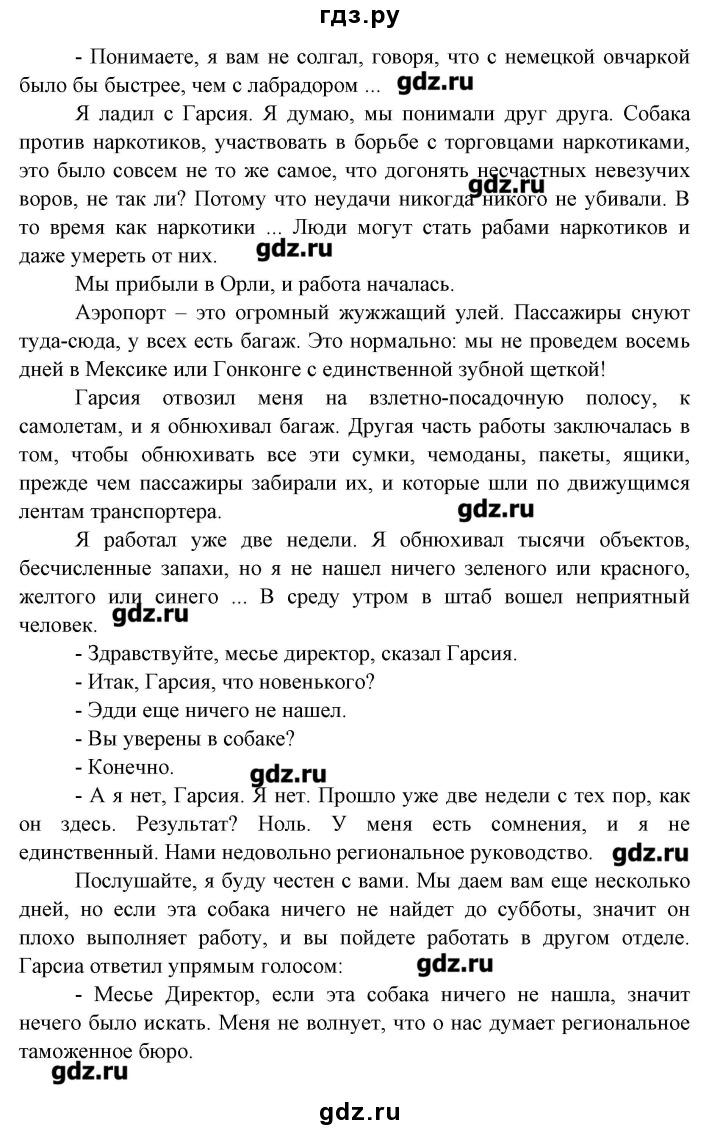 гдз.ру
- Понимаете, я вам не солгал, говоря, что с немецкой овчаркой
было бы быстрее, чем с лабрадором ... gdz.ru
Я ладил с Гарсия. Я думаю, мы понимали друг друга. Собака
против наркотиков, участвовать в борьбе с торговцами наркотиками,
это было совсем не то же самое, что догонять несчастных невезучих
gdz.ru
воров, не так ли? Потому что неудачи никогда никого не убивали. В
то время как наркотики ... Люди могут стать рабами наркотиков и
gdz.ru
даже умереть от них.
Мы прибыли в Орли, и работа началась.
Аэропорт – это огромный жужжащий улей. Пассажиры снуют
туда-сюда, у всех есть багаж. Это нормально: мы не проведем восемь
дней в Мексике или Гонконге с единственной зубной щеткой!
Гарсия отвозил меня на взлетно-посадочную полосу, к
самолетам, и я обнюхивал багаж. Другая часть работы заключалась в
том, чтобы обнюхивать все эти сумки, чемоданы, пакеты, ящики,
прежде чем пассажиры забирали их, и которые шли по движущимся
лентам транспортера. gdz.ru
Я работал уже две недели. Я обнюхивал тысячи объектов,
бесчисленные запахи, но я не нашел ничего зеленого или красного,
желтого или синего ... В среду утром в штаб вошел неприятный
человек. gdz.ru
- Здравствуйте, месье директор, сказал Гарсия.
- Итак, Гарсия, что новенького?
- Эдди еще ничего не нашел.
- Вы уверены в собаке?
- Конечно. gdz.ru
- А я нет, Гарсия. Я нет. Прошло уже две недели с тех пор, как
он здесь. Результат? Ноль. У меня есть сомнения, и я не
единственный. Нами недовольно региональное руководство. gdz.ru
Послушайте, я буду честен с вами. Мы даем вам еще несколько
дней, но если эта собака ничего не найдет до субботы, значит он
плохо выполняет работу, и вы пойдете работать в другом отделе.
Гарсиа ответил упрямым голосом: gdz.ru
- Месье Директор, если эта собака ничего не нашла, значит
нечего было искать. Меня не волнует, что о нас думает региональное
таможенное бюро.
gdz.ru
gdz.ru